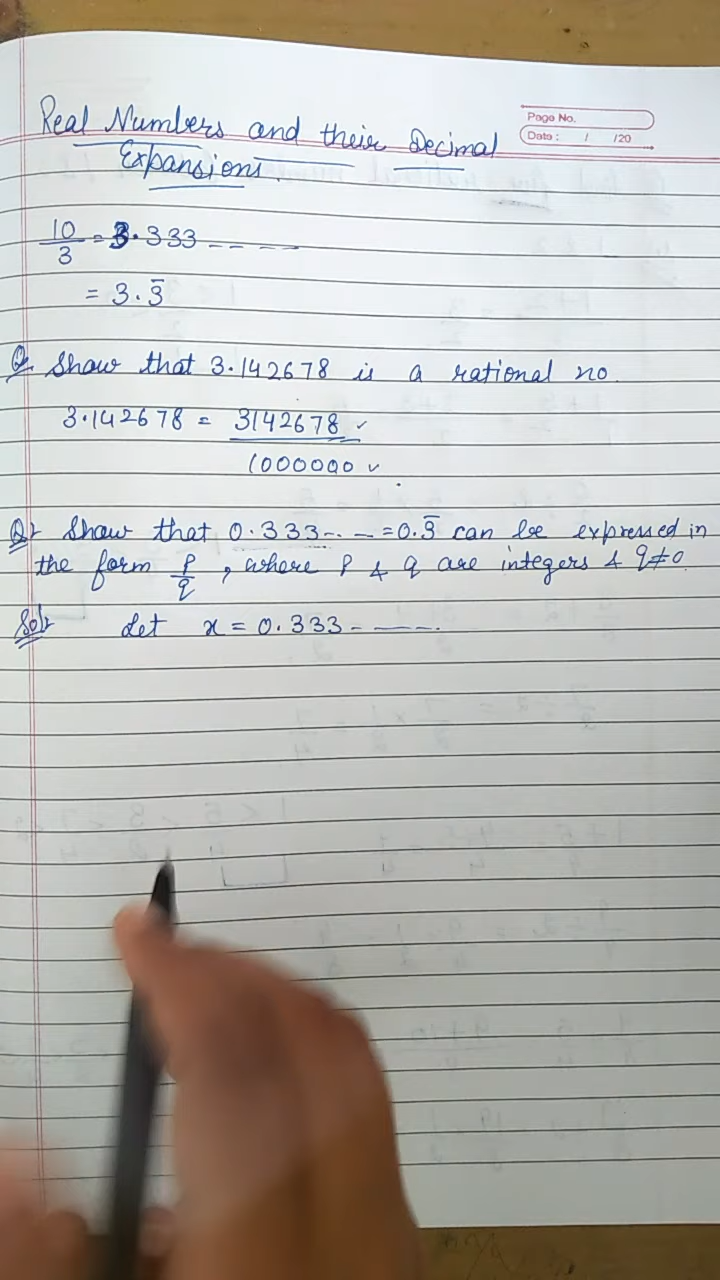 Real Numbers and their Decimal
Expansions.
Page No.
Date : / /20
10/3 = 3.333-- — —
= 3.3̄
Q. Show that 3.142678 is a rational no.
3.142678 = 3142678 ✓
1000000 ✓
Q2 Show that 0.333--- = 0.3̄ can be expressed in
the form p/q, where p & q are integers & q≠0.
Sol: Let x = 0.333- ——.